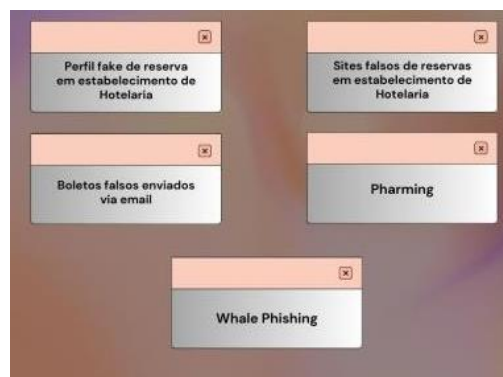 Perfil fake de reserva
em estabelecimento de
Hotelaria
Sites falsos de reservas
em estabelecimento de
Hotelaria
Boletos falsos enviados
via email
Pharming
Whale Phishing